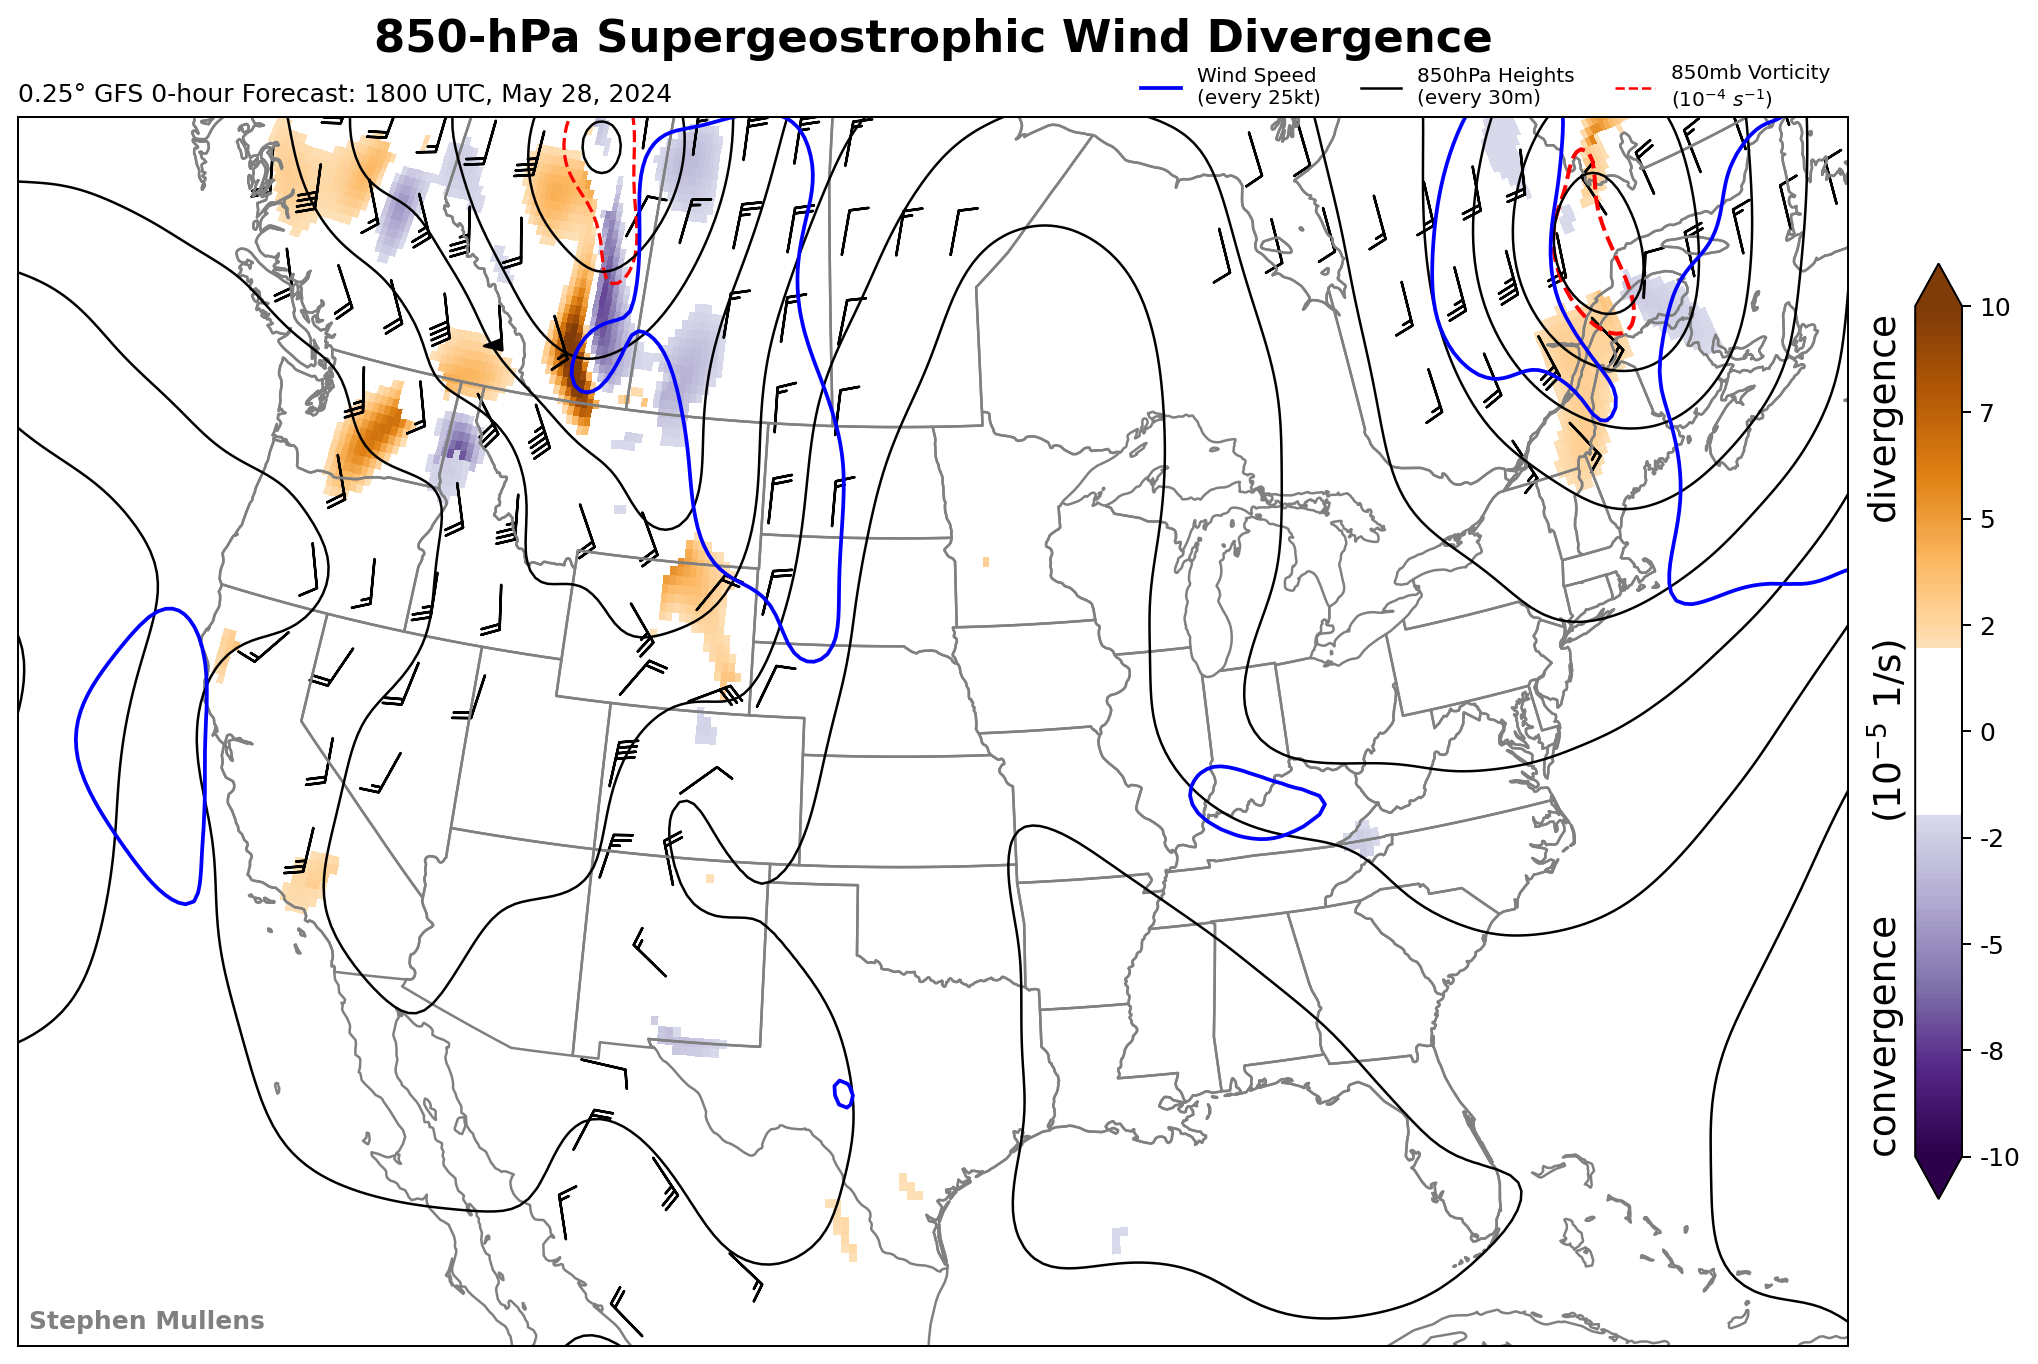 850-hPa Supergeostrophic Wind Divergence
0.25° GFS 0-hour Forecast: 1800 UTC, May 28, 2024
Wind Speed
(every 25kt)
850hPa Heights
(every 30m)
850mb Vorticity
(10⁻⁴ s⁻¹)
10
7
5
2
0
-2
-5
-8
-10
convergence (10⁻⁵ 1/s) divergence
Stephen Mullens